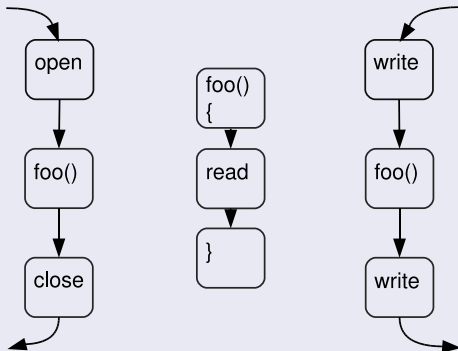 open
foo()
close
foo()
{
read
}
write
foo()
write